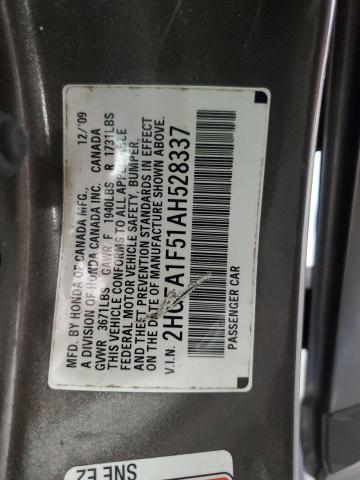 MFD. BY HONDA OF CANADA MFG., 12/'09
A DIVISION OF HONDA CANADA INC. CANADA
GVWR 3671LBS GAWR F 1940LBS R 1731LBS
THIS VEHICLE CONFORMS TO ALL APPLICABLE
FEDERAL MOTOR VEHICLE SAFETY, BUMPER,
AND THEFT PREVENTION STANDARDS IN EFFECT
ON THE DATE OF MANUFACTURE SHOWN ABOVE.
V.I.N. 2HGFA1F51AH528337
PASSENGER CAR
SNE EZ